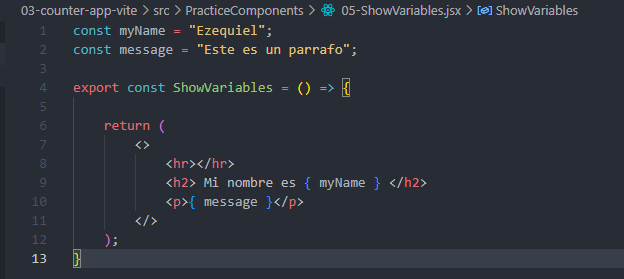 03-counter-app-vite > src > PracticeComponents > 05-ShowVariables.jsx > ShowVariables
1 const myName = "Ezequiel";
2 const message = "Este es un parrafo";
3
4 export const ShowVariables = () => {
5
6 return (
7 <>
8 <hr></hr>
9 <h2> Mi nombre es { myName } </h2>
10 <p>{ message }</p>
11 </>
12 );
13 }